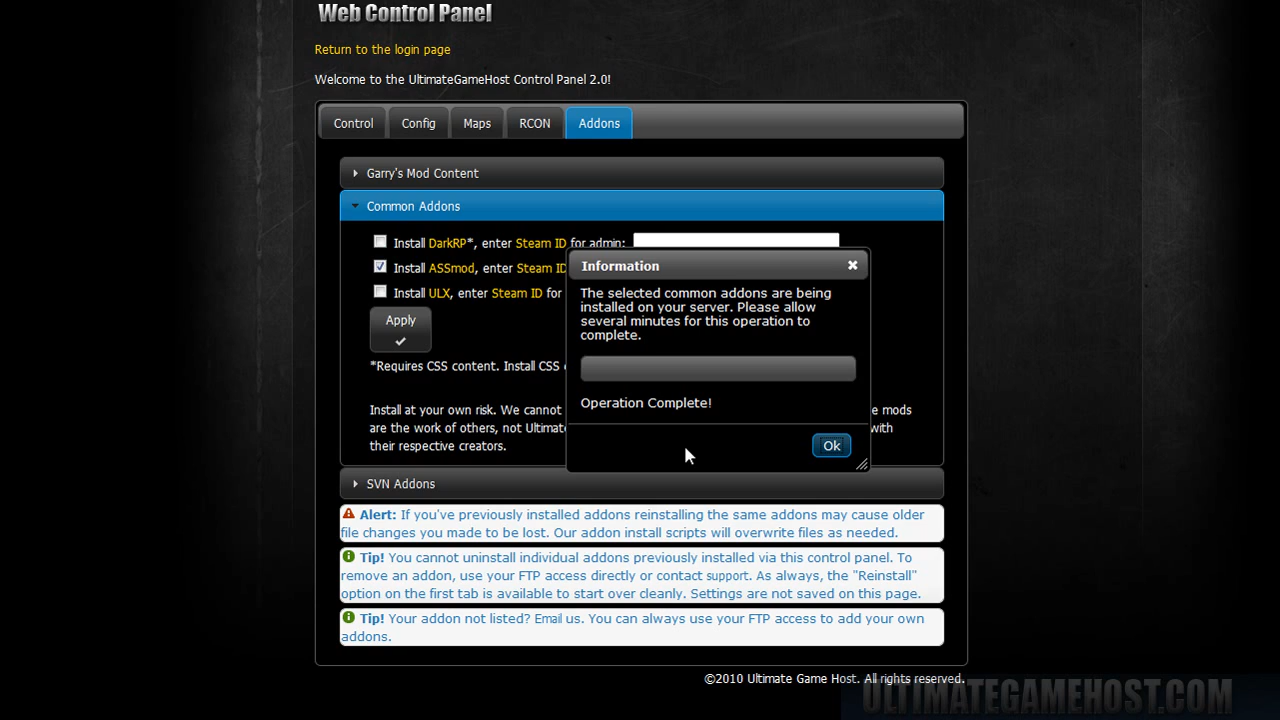 Web Control Panel
Return to the login page
Welcome to the UltimateGameHost Control Panel 2.0!
Control Config Maps RCON Addons
Garry's Mod Content
Common Addons
Install DarkRP*, enter Steam ID for admin:
Install ASSmod, enter Steam ID
Install ULX, enter Steam ID for
Apply
*Requires CSS content. Install CSS
Install at your own risk. We cannot
are the work of others, not Ultimate
their respective creators.
e mods
with
Information
The selected common addons are being
installed on your server. Please allow
several minutes for this operation to
complete.
Operation Complete!
Ok
SVN Addons
Alert: If you've previously installed addons reinstalling the same addons may cause older
file changes you made to be lost. Our addon install scripts will overwrite files as needed.
Tip! You cannot uninstall individual addons previously installed via this control panel. To
remove an addon, use your FTP access directly or contact support. As always, the "Reinstall"
option on the first tab is available to start over cleanly. Settings are not saved on this page.
Tip! Your addon not listed? Email us. You can always use your FTP access to add your own
addons.
©2010 Ultimate Game Host. All rights reserved.
ULTIMATEGAMEHOST.COM